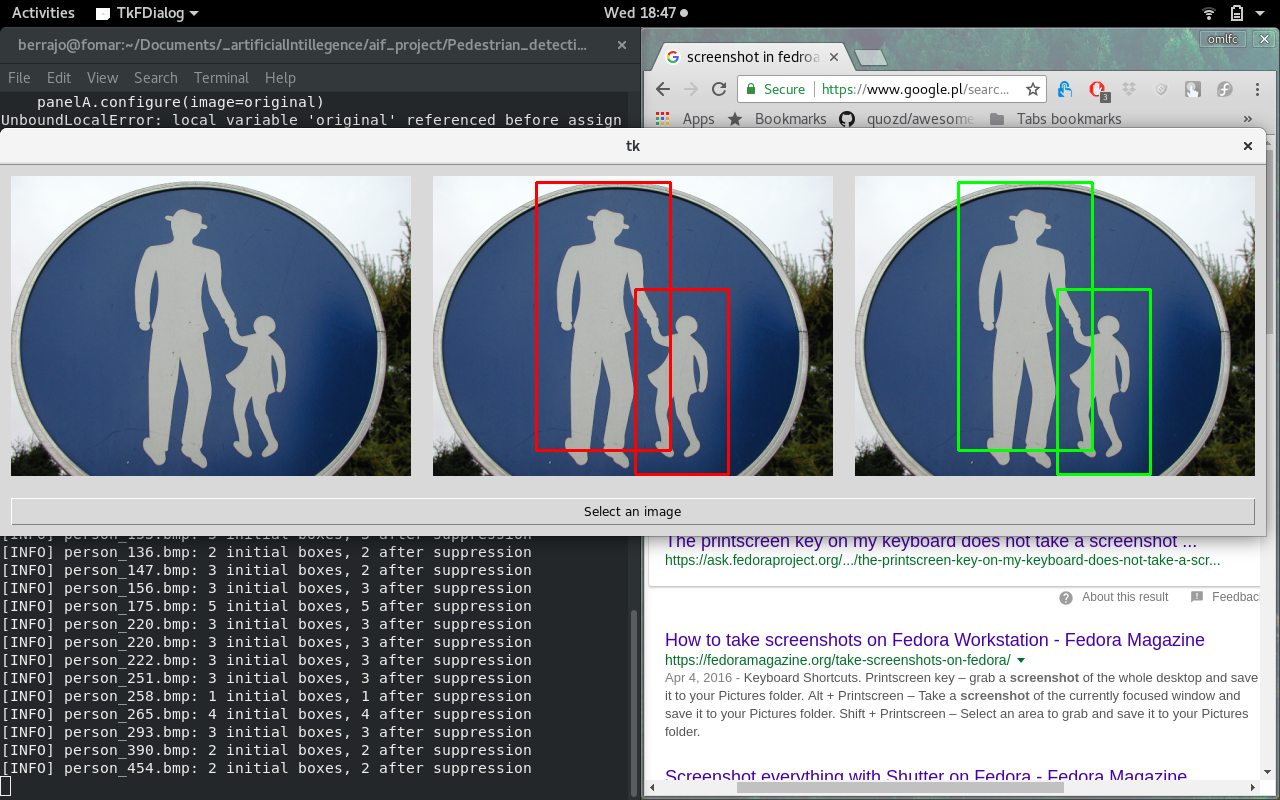 Activities TkFDialog Wed 18:47
berrajo@fomar:~/Documents/_artificialIntillegence/aif_project/Pedestrian_detecti…
File Edit View Search Terminal Help
panelA.configure(image=original)
UnboundLocalError: local variable 'original' referenced before assign
omlfc
screenshot in fedroa
Secure https://www.google.pl/searc...
3
Apps Bookmarks quozd/awesome Tabs bookmarks »
tk
Select an image
[INFO] person_136.bmp: 2 initial boxes, 2 after suppression
[INFO] person_147.bmp: 3 initial boxes, 2 after suppression
[INFO] person_156.bmp: 3 initial boxes, 3 after suppression
[INFO] person_175.bmp: 5 initial boxes, 5 after suppression
[INFO] person_220.bmp: 3 initial boxes, 3 after suppression
[INFO] person_220.bmp: 3 initial boxes, 3 after suppression
[INFO] person_222.bmp: 3 initial boxes, 3 after suppression
[INFO] person_251.bmp: 3 initial boxes, 3 after suppression
[INFO] person_258.bmp: 1 initial boxes, 1 after suppression
[INFO] person_265.bmp: 4 initial boxes, 4 after suppression
[INFO] person_293.bmp: 3 initial boxes, 3 after suppression
[INFO] person_390.bmp: 2 initial boxes, 2 after suppression
[INFO] person_454.bmp: 2 initial boxes, 2 after suppression
The printscreen key on my keyboard does not take a screenshot ...
https://ask.fedoraproject.org/.../the-printscreen-key-on-my-keyboard-does-not-take-a-scr...
About this result Feedbac
How to take screenshots on Fedora Workstation - Fedora Magazine
https://fedoramagazine.org/take-screenshots-on-fedora/
Apr 4, 2016 - Keyboard Shortcuts. Printscreen key – grab a screenshot of the whole desktop and save
it to your Pictures folder. Alt + Printscreen – Take a screenshot of the currently focused window and
save it to your Pictures folder. Shift + Printscreen – Select an area to grab and save it to your Pictures
folder.
Screenshot everything with Shutter on Fedora - Fedora Magazine